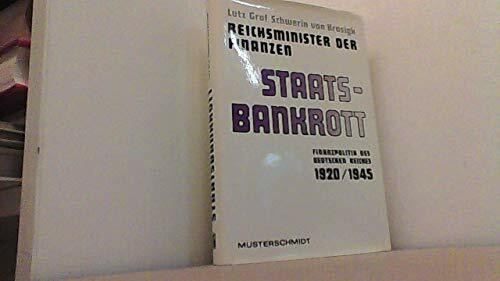 Lutz Graf Schwerin von Krosigk
REICHSMINISTER DER
FINANZEN
STAATS-
BANKROTT
FINANZPOLITIK DES
DEUTSCHEN REICHES
1920/1945
MUSTERSCHMIDT